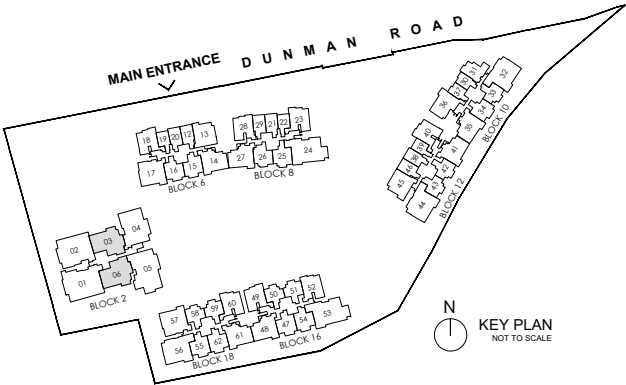 DUNMAN ROAD
MAIN ENTRANCE
31 32
30
37 33
36 34
35
BLOCK 10
40 41
39
38 42
46 43
45 44
BLOCK 12
18 19 20 12 13
17 16 15 14
BLOCK 6
28 29 21 22 23
27 26 25 24
BLOCK 8
02 03 04
01 06 05
BLOCK 2
57 58 59 60
56 55 62 61
BLOCK 18
49 50 51 52
48 47 54 53
BLOCK 16
N
KEY PLAN
NOT TO SCALE